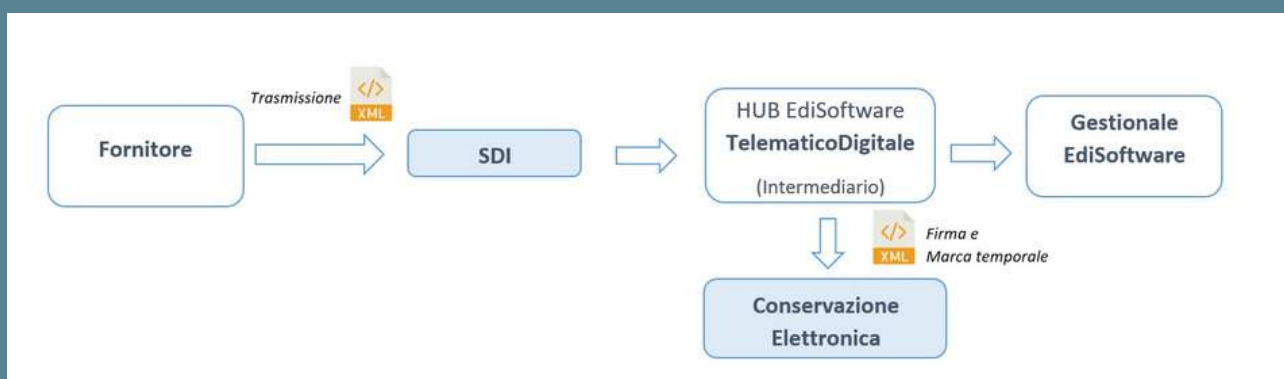 Trasmissione
</>
XML
Fornitore
SDI
HUB EdiSoftware
TelematicoDigitale
(Intermediario)
Gestionale
EdiSoftware
</>
XML
Firma e
Marca temporale
Conservazione
Elettronica